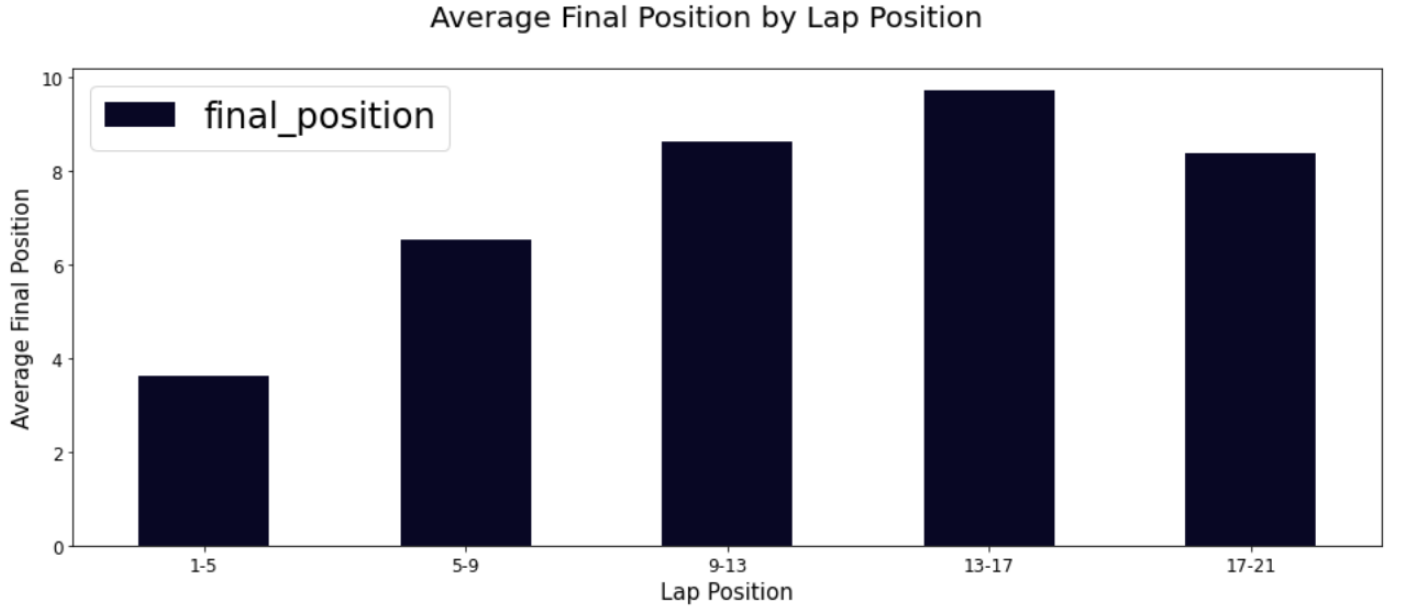 Average Final Position by Lap Position
final_position
Average Final Position
10
8
6
4
2
0
1-5
5-9
9-13
13-17
17-21
Lap Position